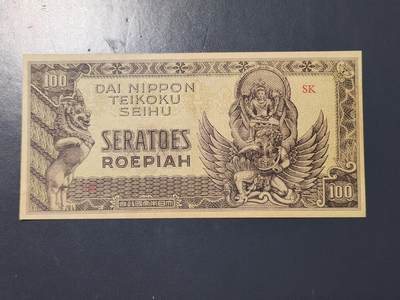 100
DAI NIPPON
TEIKOKU
SEIHU
SK
SERATOES
ROEPIAH
100